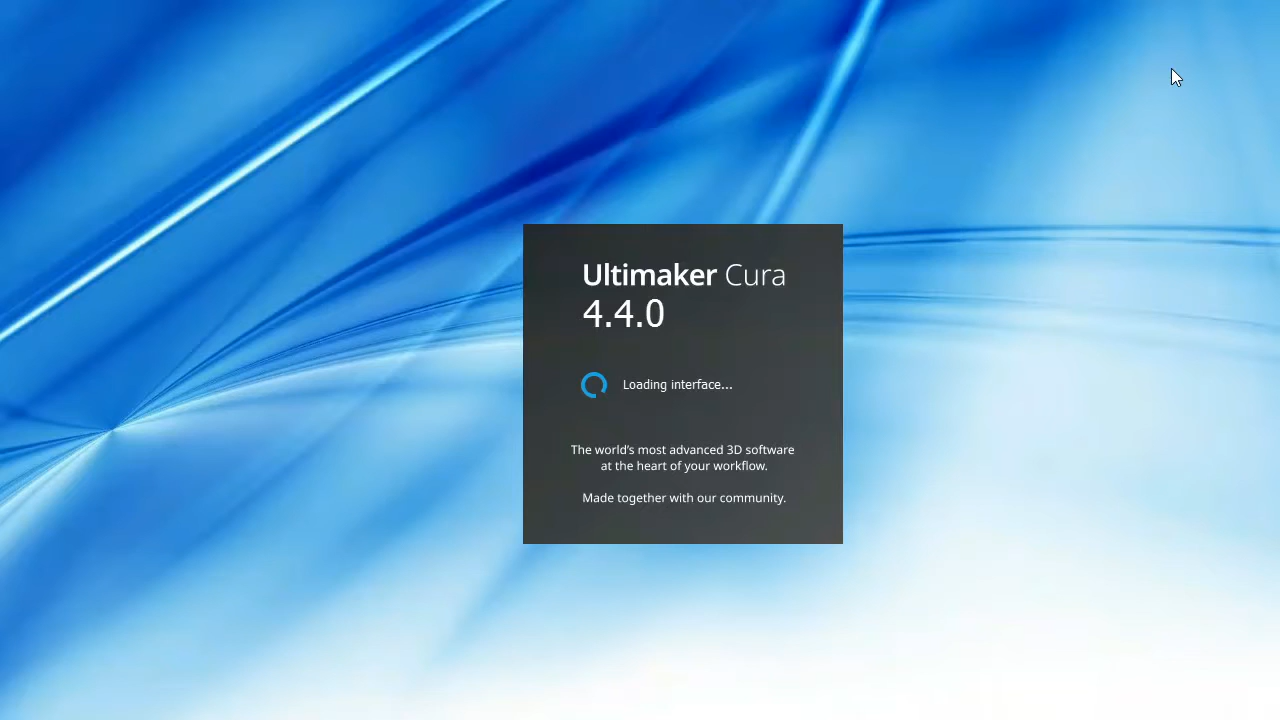 Ultimaker Cura
4.4.0
Loading interface...
The world's most advanced 3D software
at the heart of your workflow.
Made together with our community.